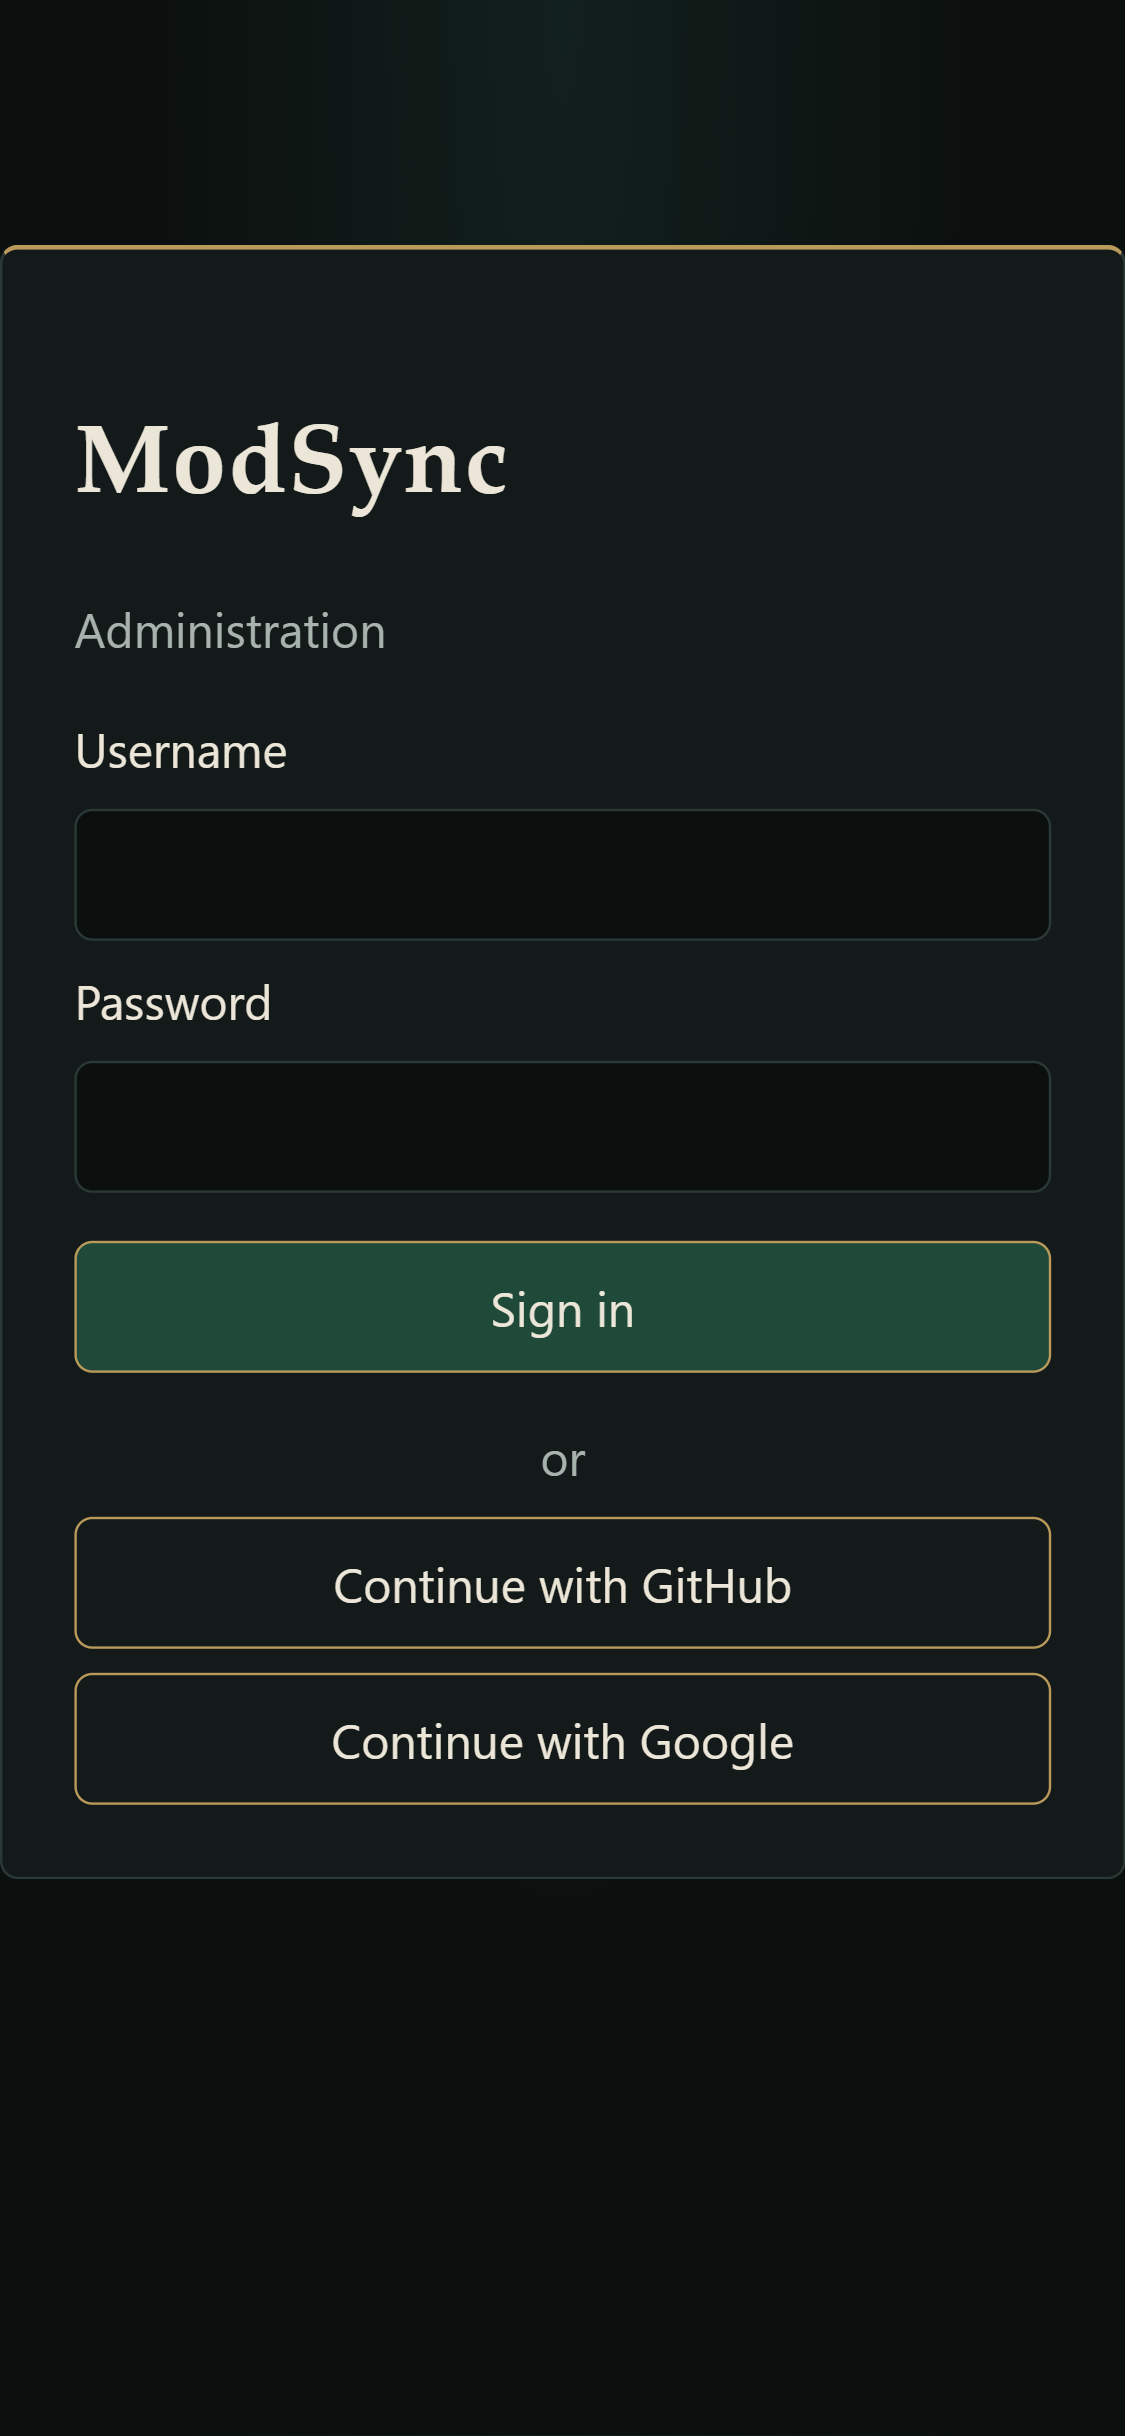 ModSync
Administration
Username
Password
Sign in
or
Continue with GitHub
Continue with Google